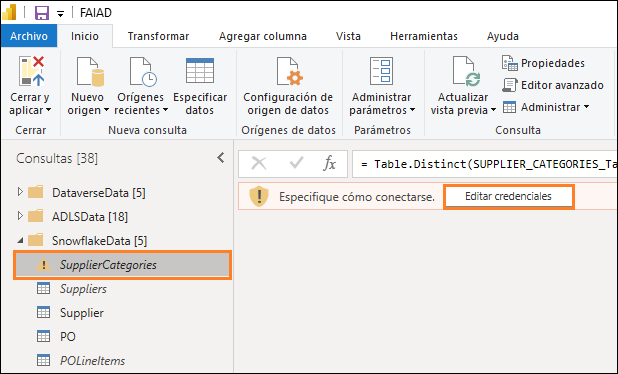 FAIAD
Archivo Inicio Transformar Agregar columna Vista Herramientas Ayuda
Cerrar y aplicar
Nuevo origen
Orígenes recientes
Especificar datos
Configuración de origen de datos
Administrar parámetros
Actualizar vista previa
Propiedades
Editor avanzado
Administrar
Cerrar
Nueva consulta
Orígenes de datos
Parámetros
Consulta
Consultas [38]
fx
= Table.Distinct(SUPPLIER_CATEGORIES_Ta
Especifique cómo conectarse. Editar credenciales
DataverseData [5]
ADLSData [18]
SnowflakeData [5]
SupplierCategories
Suppliers
Supplier
PO
POLineItems